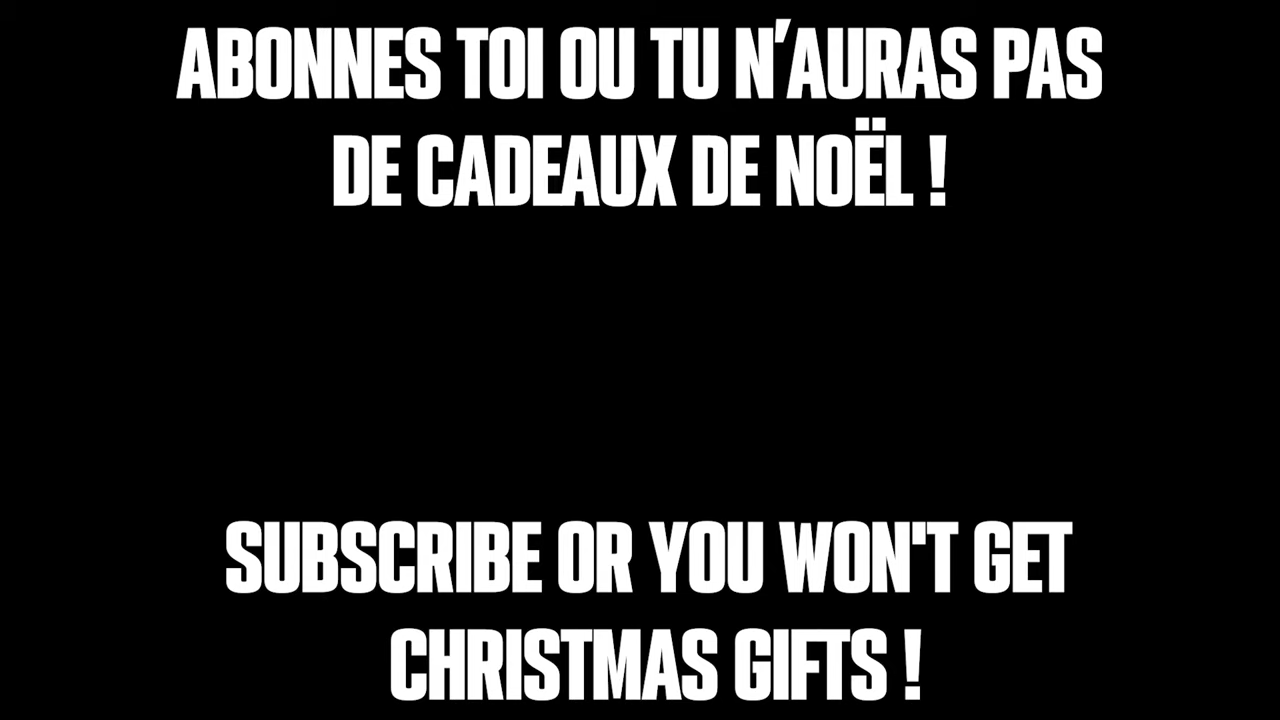 ABONNES TOI OU TU N'AURAS PAS
DE CADEAUX DE NOËL !
SUBSCRIBE OR YOU WON'T GET
CHRISTMAS GIFTS !